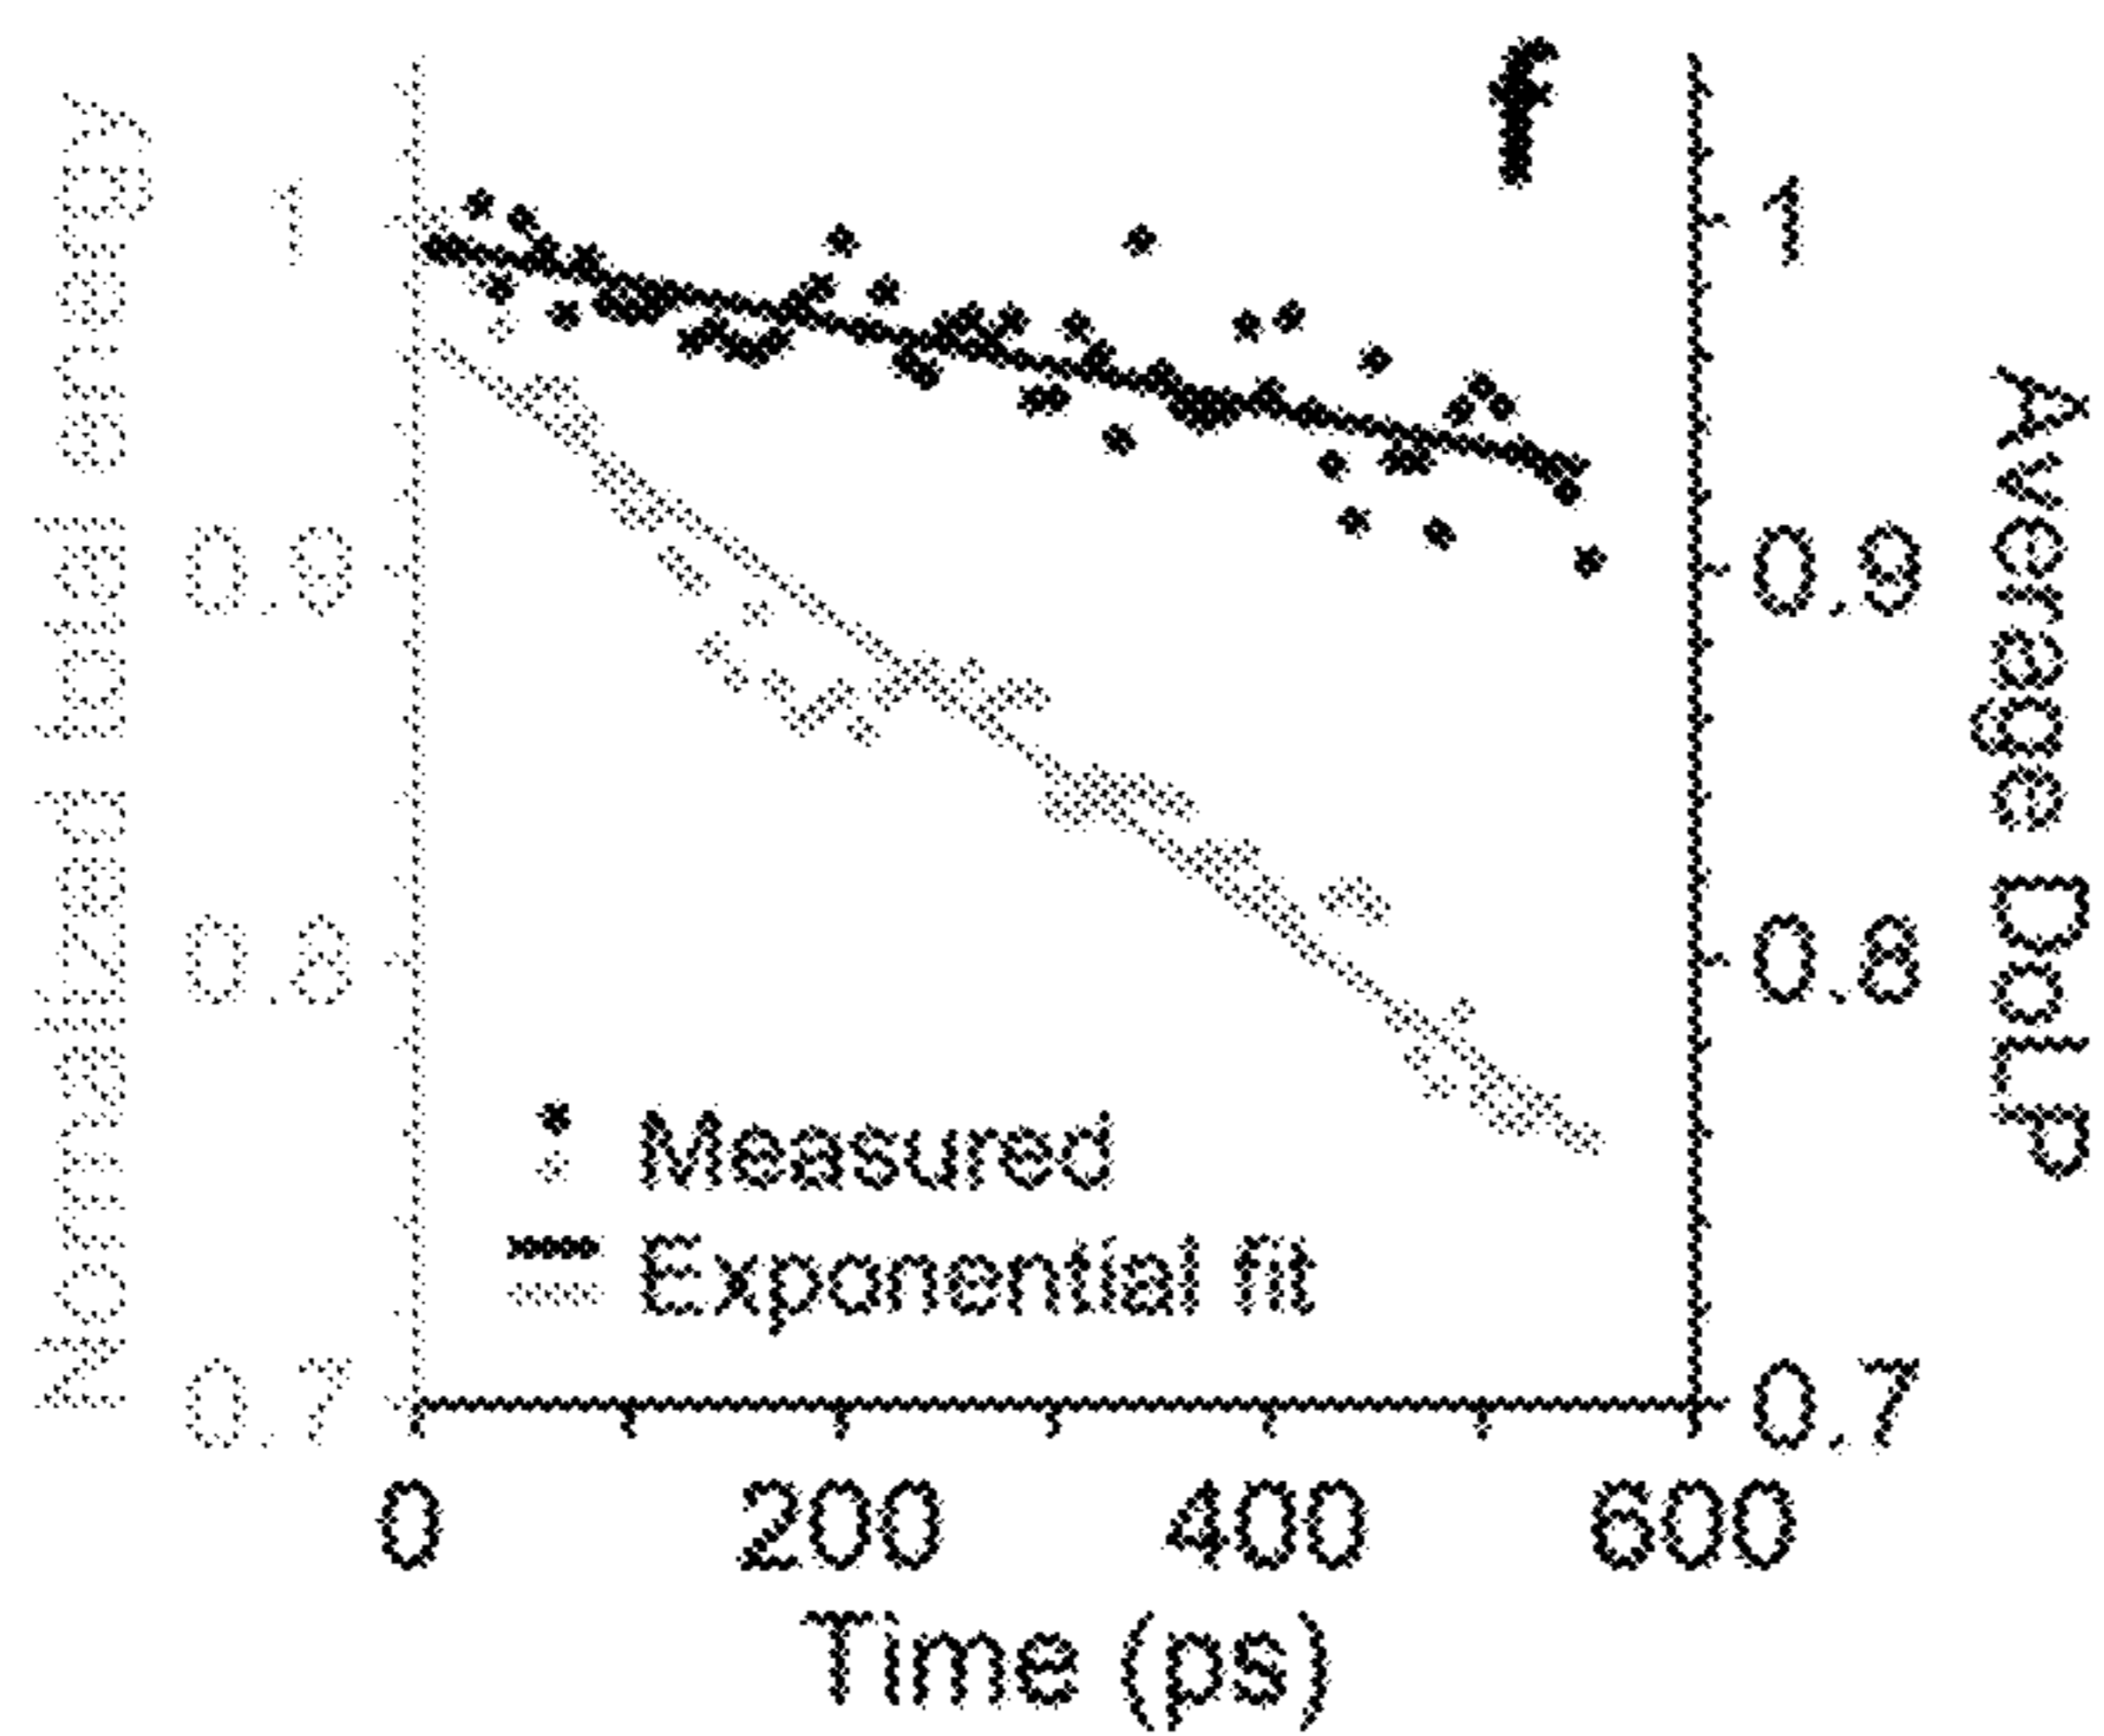 f
Normalized total density
1
0.9
0.8
0.7
1
0.9
0.8
0.7
Average DoLP
Measured
Exponential fit
0 200 400 600
Time (ps)